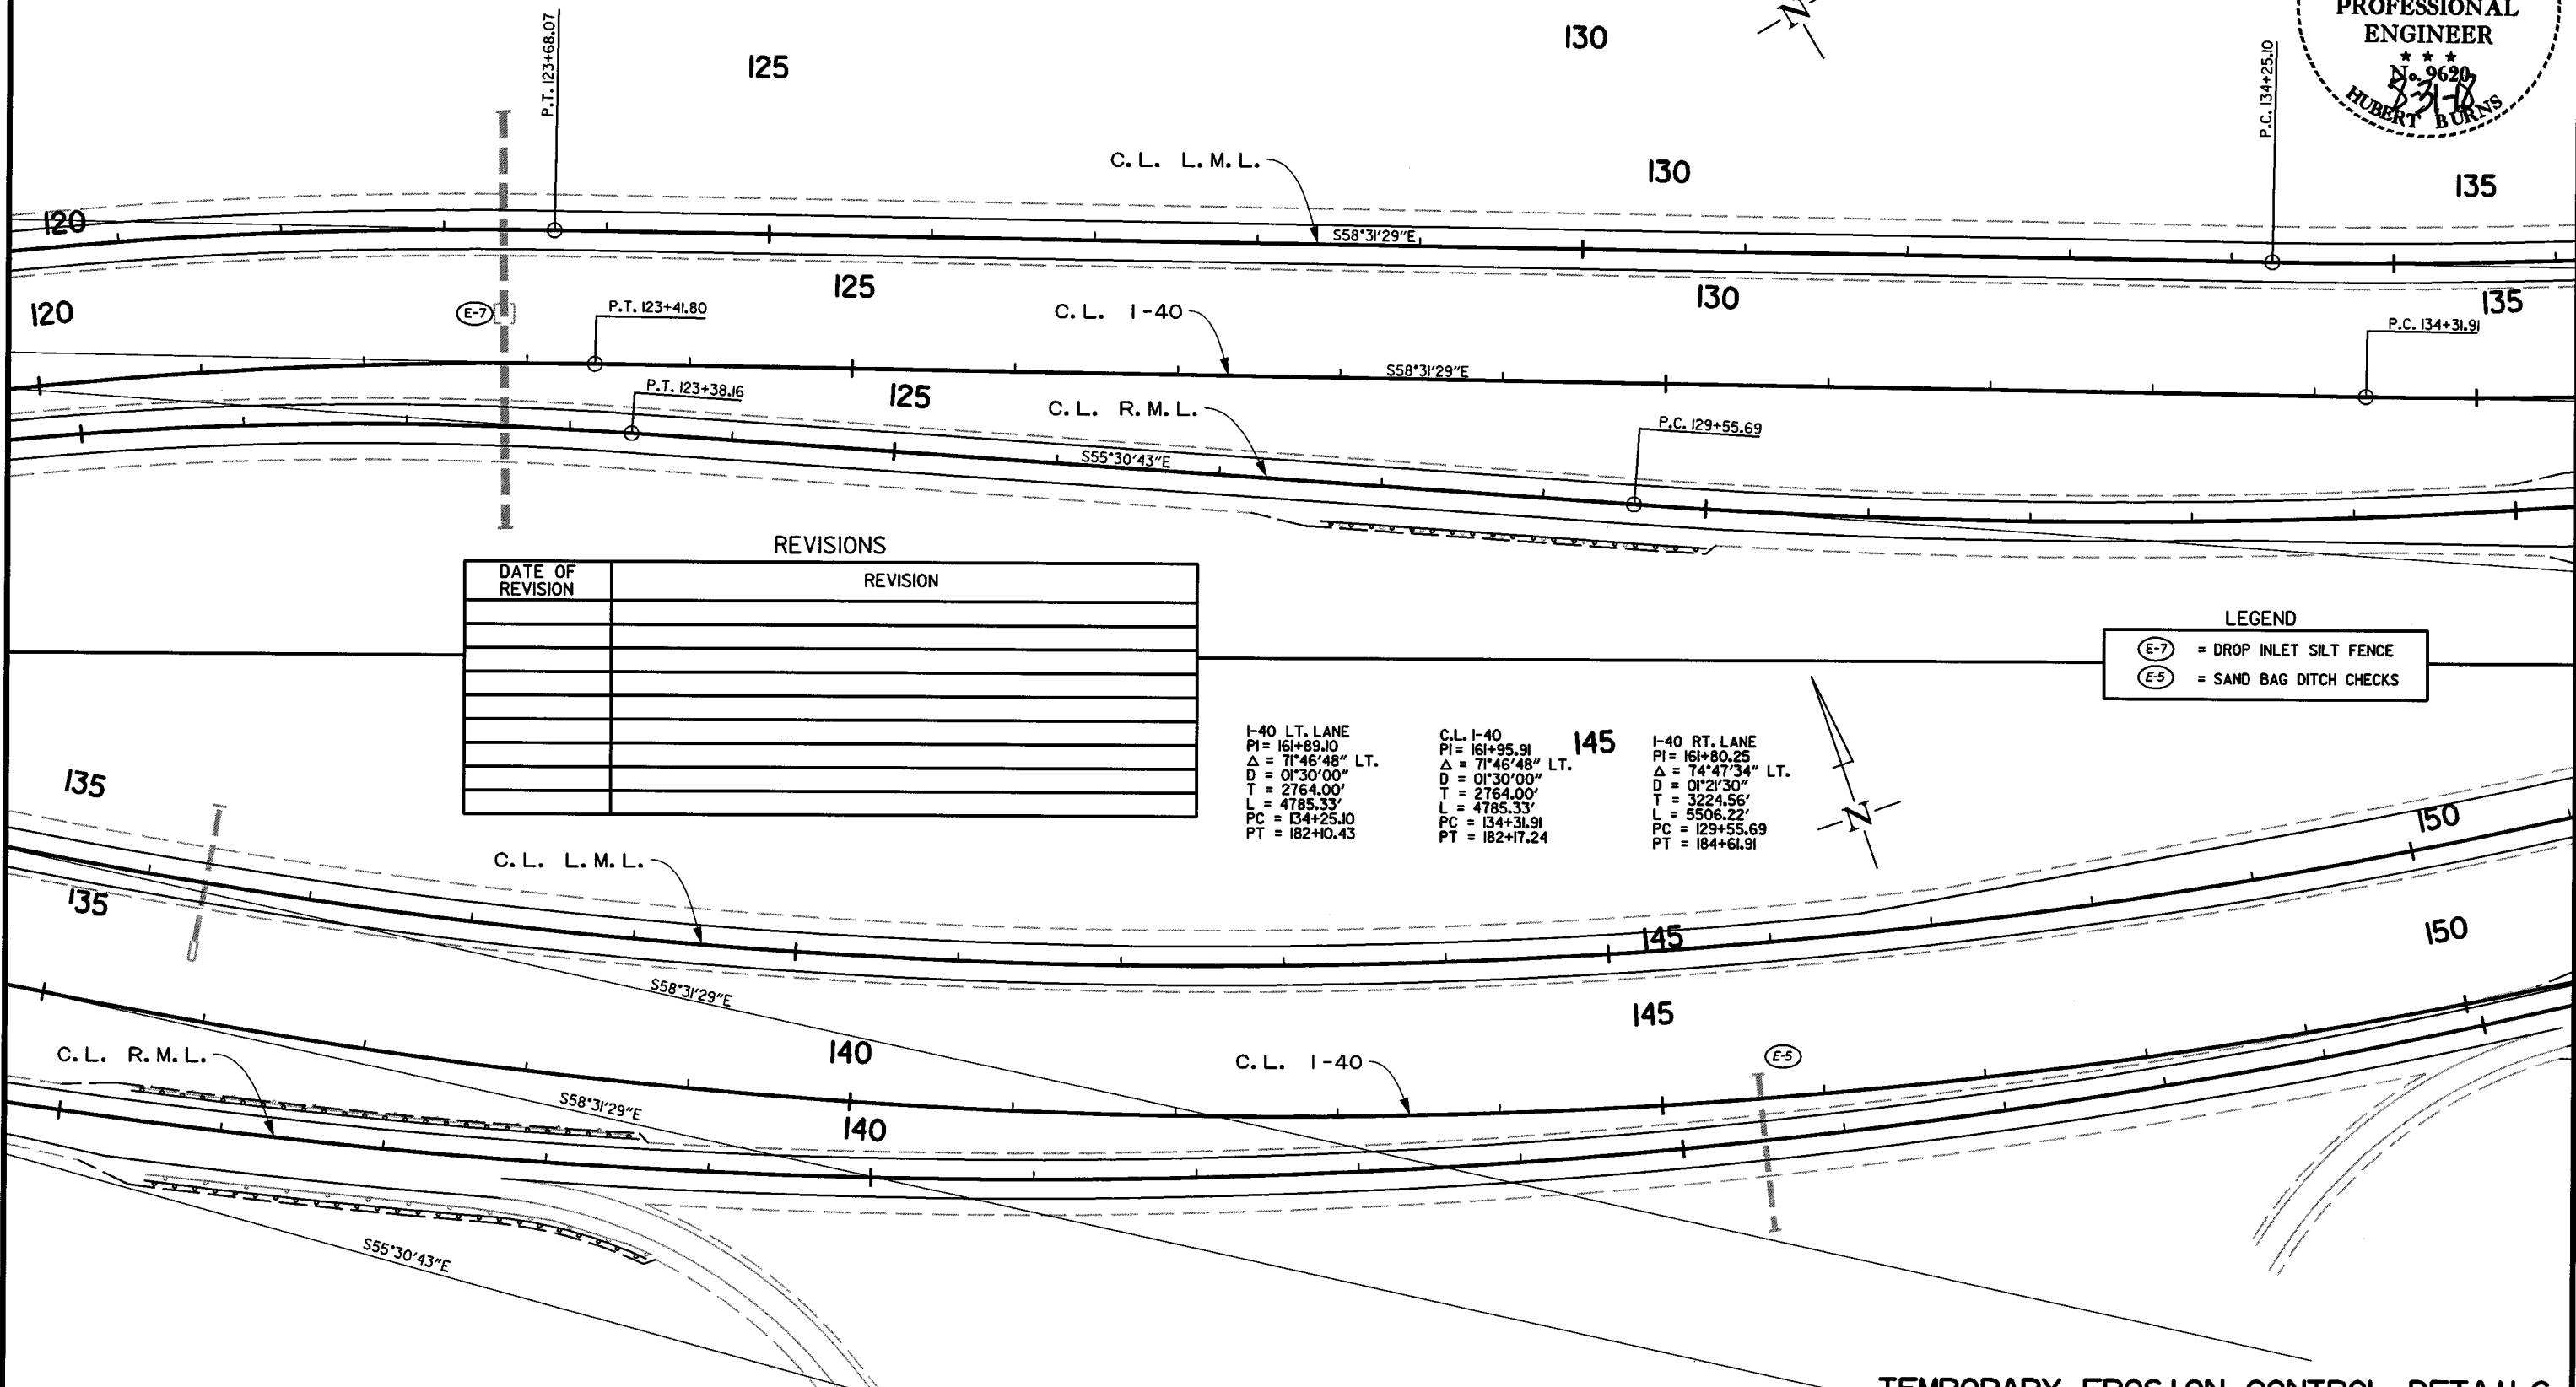 PROFESSIONAL
ENGINEER
No. 9620
8-31-18
HUBERT BURNS
P.T. 123+68.07
125
130
N
P.C. 134+25.10
C.L. L.M.L.
130
135
120
S58°31'29"E
125
130
135
120
E-7
P.T. 123+41.80
C.L. I-40
P.C. 134+31.91
S58°31'29"E
P.T. 123+38.16
125
C.L. R.M.L.
P.C. 129+55.69
S55°30'43"E
REVISIONS
DATE OF REVISION
REVISION
LEGEND
E-7 = DROP INLET SILT FENCE
E-5 = SAND BAG DITCH CHECKS
I-40 LT. LANE
PI = 161+89.10
Δ = 71°46'48" LT.
D = 01°30'00"
T = 2764.00'
L = 4785.33'
PC = 134+25.10
PT = 182+10.43
C.L. I-40
PI = 161+95.91
Δ = 71°46'48" LT.
D = 01°30'00"
T = 2764.00'
L = 4785.33'
PC = 134+31.91
PT = 182+17.24
145
I-40 RT. LANE
PI = 161+80.25
Δ = 74°47'34" LT.
D = 01°21'30"
T = 3224.56'
L = 5506.22'
PC = 129+55.69
PT = 184+61.91
N
135
150
C.L. L.M.L.
135
145
150
S58°31'29"E
145
C.L. R.M.L.
140
C.L. I-40
E-5
S58°31'29"E
140
S55°30'43"E
TEMPORARY EROSION CONTROL DETAILS